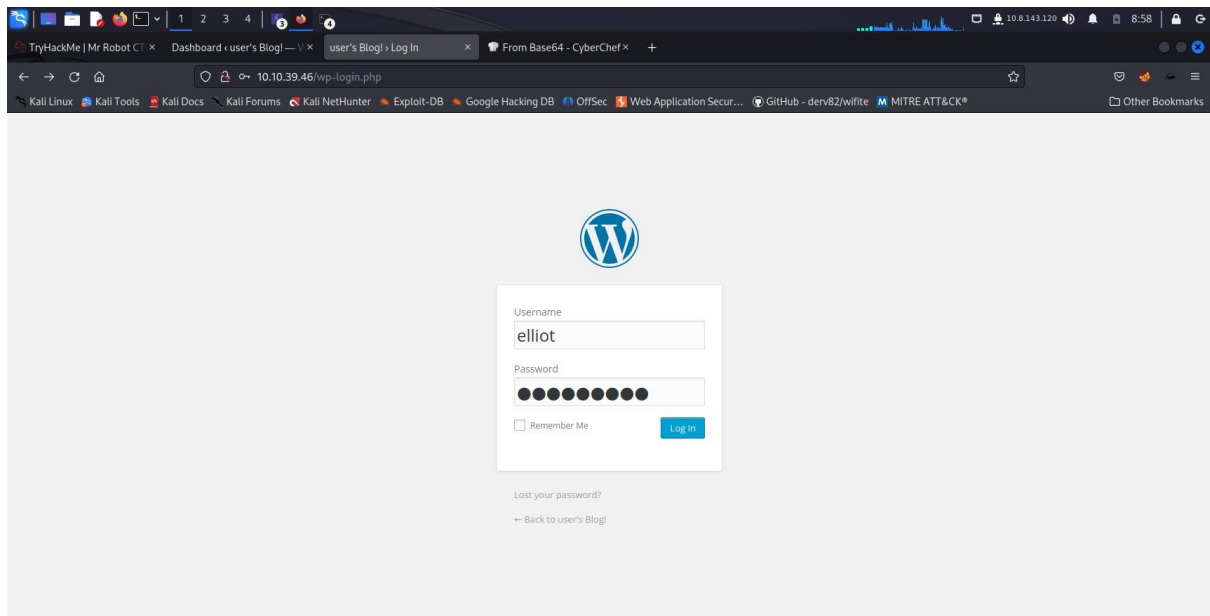 1 2 3 4 3 4 10.8.143.120 8:58
TryHackMe | Mr Robot CT × Dashboard ‹ user's Blog! — × user's Blog! › Log In × From Base64 - CyberChef × +
10.10.39.46/wp-login.php
Kali Linux Kali Tools Kali Docs Kali Forums Kali NetHunter Exploit-DB Google Hacking DB OffSec Web Application Secur... GitHub - derv82/wifite MITRE ATT&CK® Other Bookmarks
Username
elliot
Password
Remember Me Log In
Lost your password?
← Back to user's Blog!